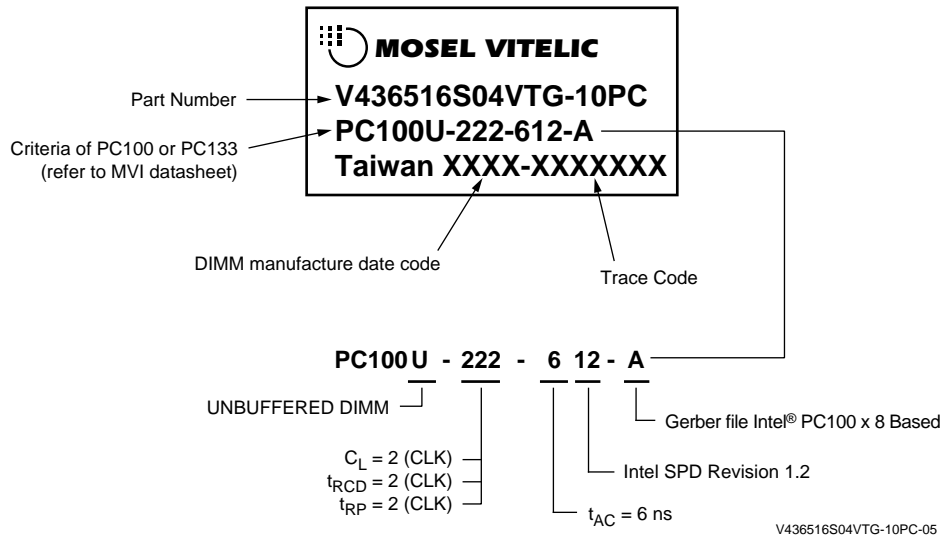 MOSEL VITELIC
Part Number
V436516S04VTG-10PC
Criteria of PC100 or PC133
(refer to MVI datasheet)
PC100U-222-612-A
Taiwan XXXX-XXXXXXX
DIMM manufacture date code
Trace Code
PC100 U - 222 - 6 12 - A
UNBUFFERED DIMM
Gerber file Intel® PC100 x 8 Based
CL = 2 (CLK)
tRCD = 2 (CLK)
tRP = 2 (CLK)
Intel SPD Revision 1.2
tAC = 6 ns
V436516S04VTG-10PC-05